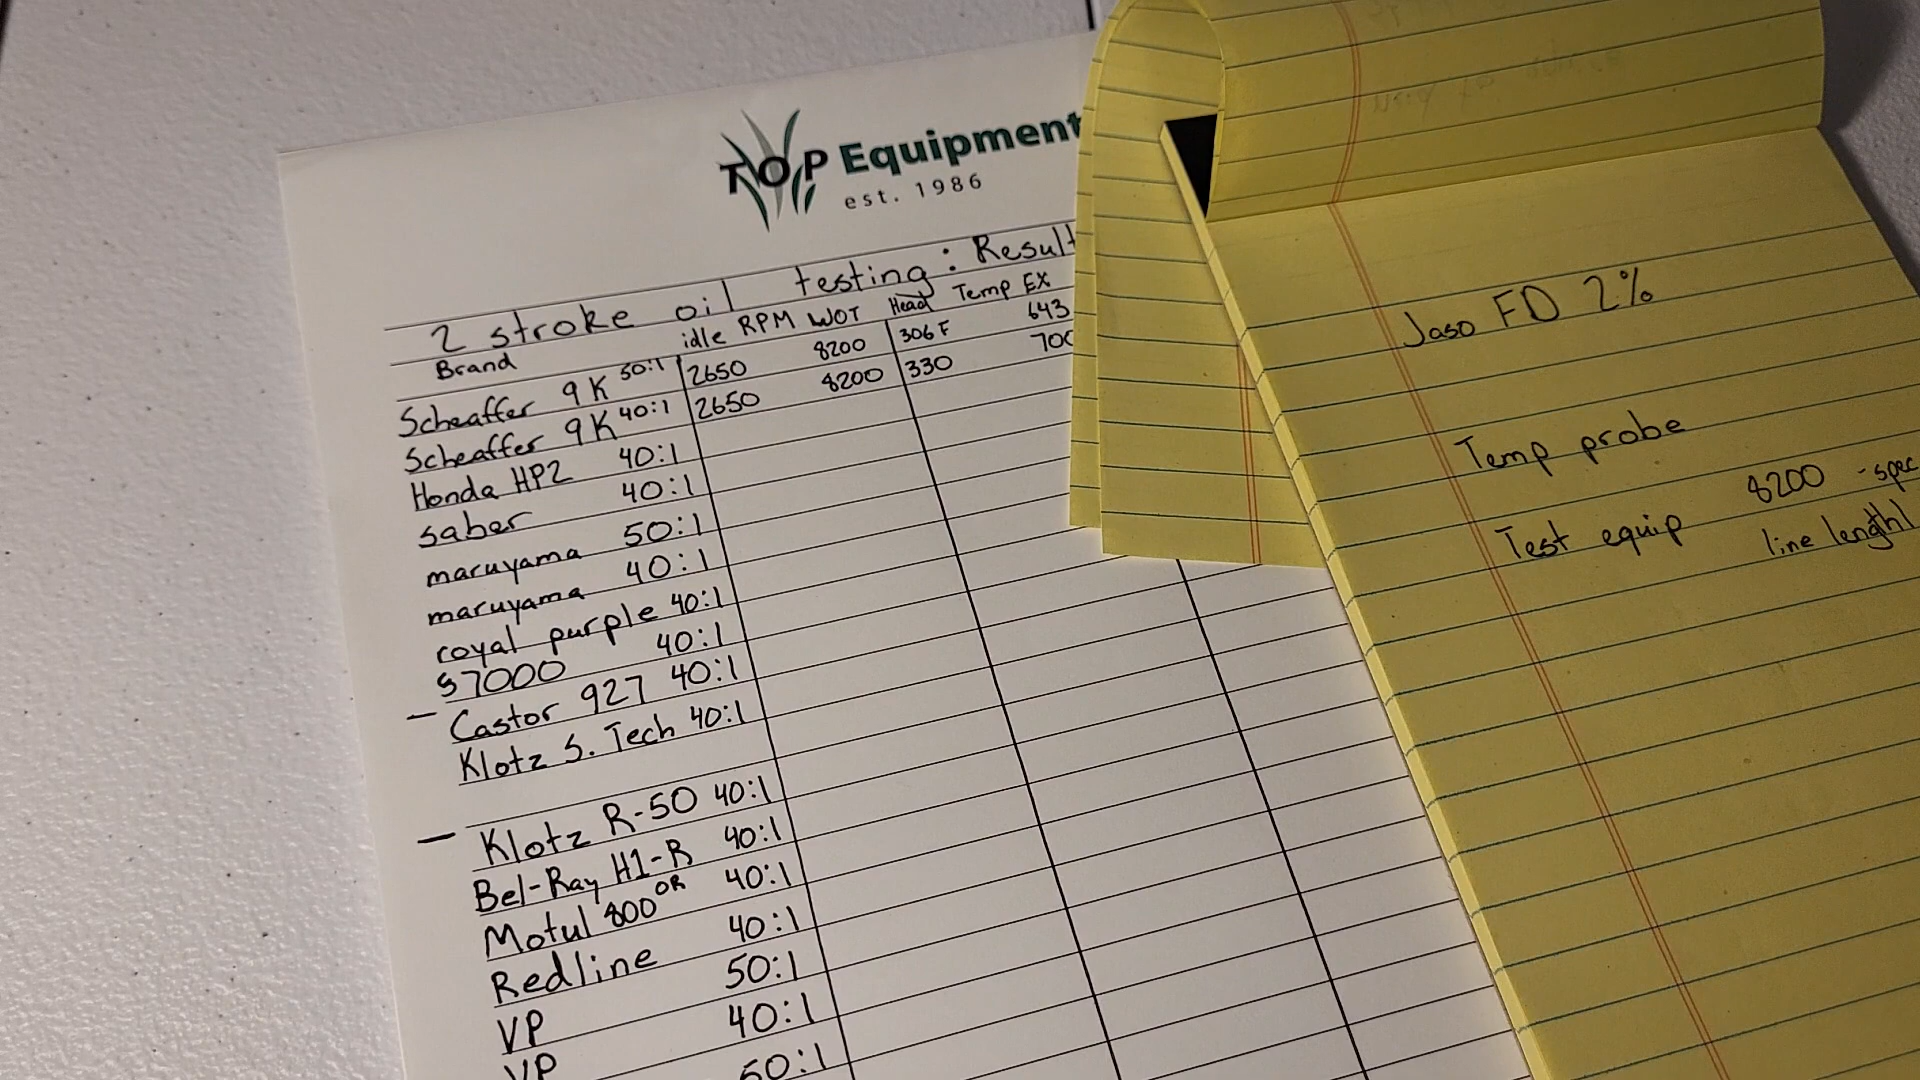 TOP Equipment
est. 1986
2 stroke oil testing: Result
Brand idle RPM WOT Head Temp EX
Scheaffer 9K 50:1 2650 8200 306 F 643
Scheaffer 9K 40:1 2650 8200 330 700
Honda HP2 40:1
saber 40:1
maruyama 50:1
maruyama 40:1
royal purple 40:1
S7000 40:1
— Castor 927 40:1
Klotz S. Tech 40:1
— Klotz R-50 40:1
Bel-Ray H1-R 40:1
Motul 800 OR 40:1
Redline 40:1
VP 50:1
VP 40:1
50:1
Jaso FD 2%
Temp probe
Test equip 8200 - spec
line length